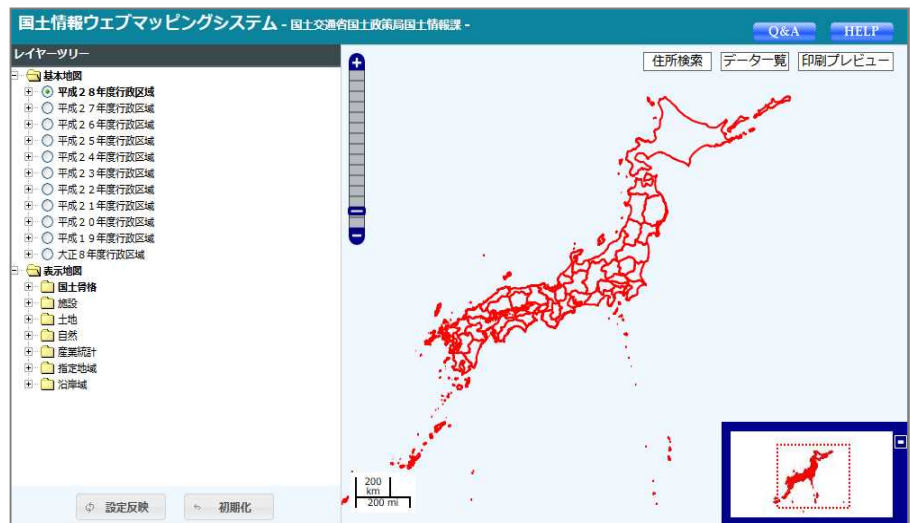 国土情報ウェブマッピングシステム - 国土交通省国土政策局国土情報課 -
Q&A
HELP
レイヤーツリー
住所検索
データ一覧
印刷プレビュー
基本地図
平成28年度行政区域
平成27年度行政区域
平成26年度行政区域
平成25年度行政区域
平成24年度行政区域
平成23年度行政区域
平成22年度行政区域
平成21年度行政区域
平成20年度行政区域
平成19年度行政区域
大正8年度行政区域
表示地図
国土骨格
施設
土地
自然
産業統計
指定地域
沿岸域
200
km
200 mi
設定反映
初期化